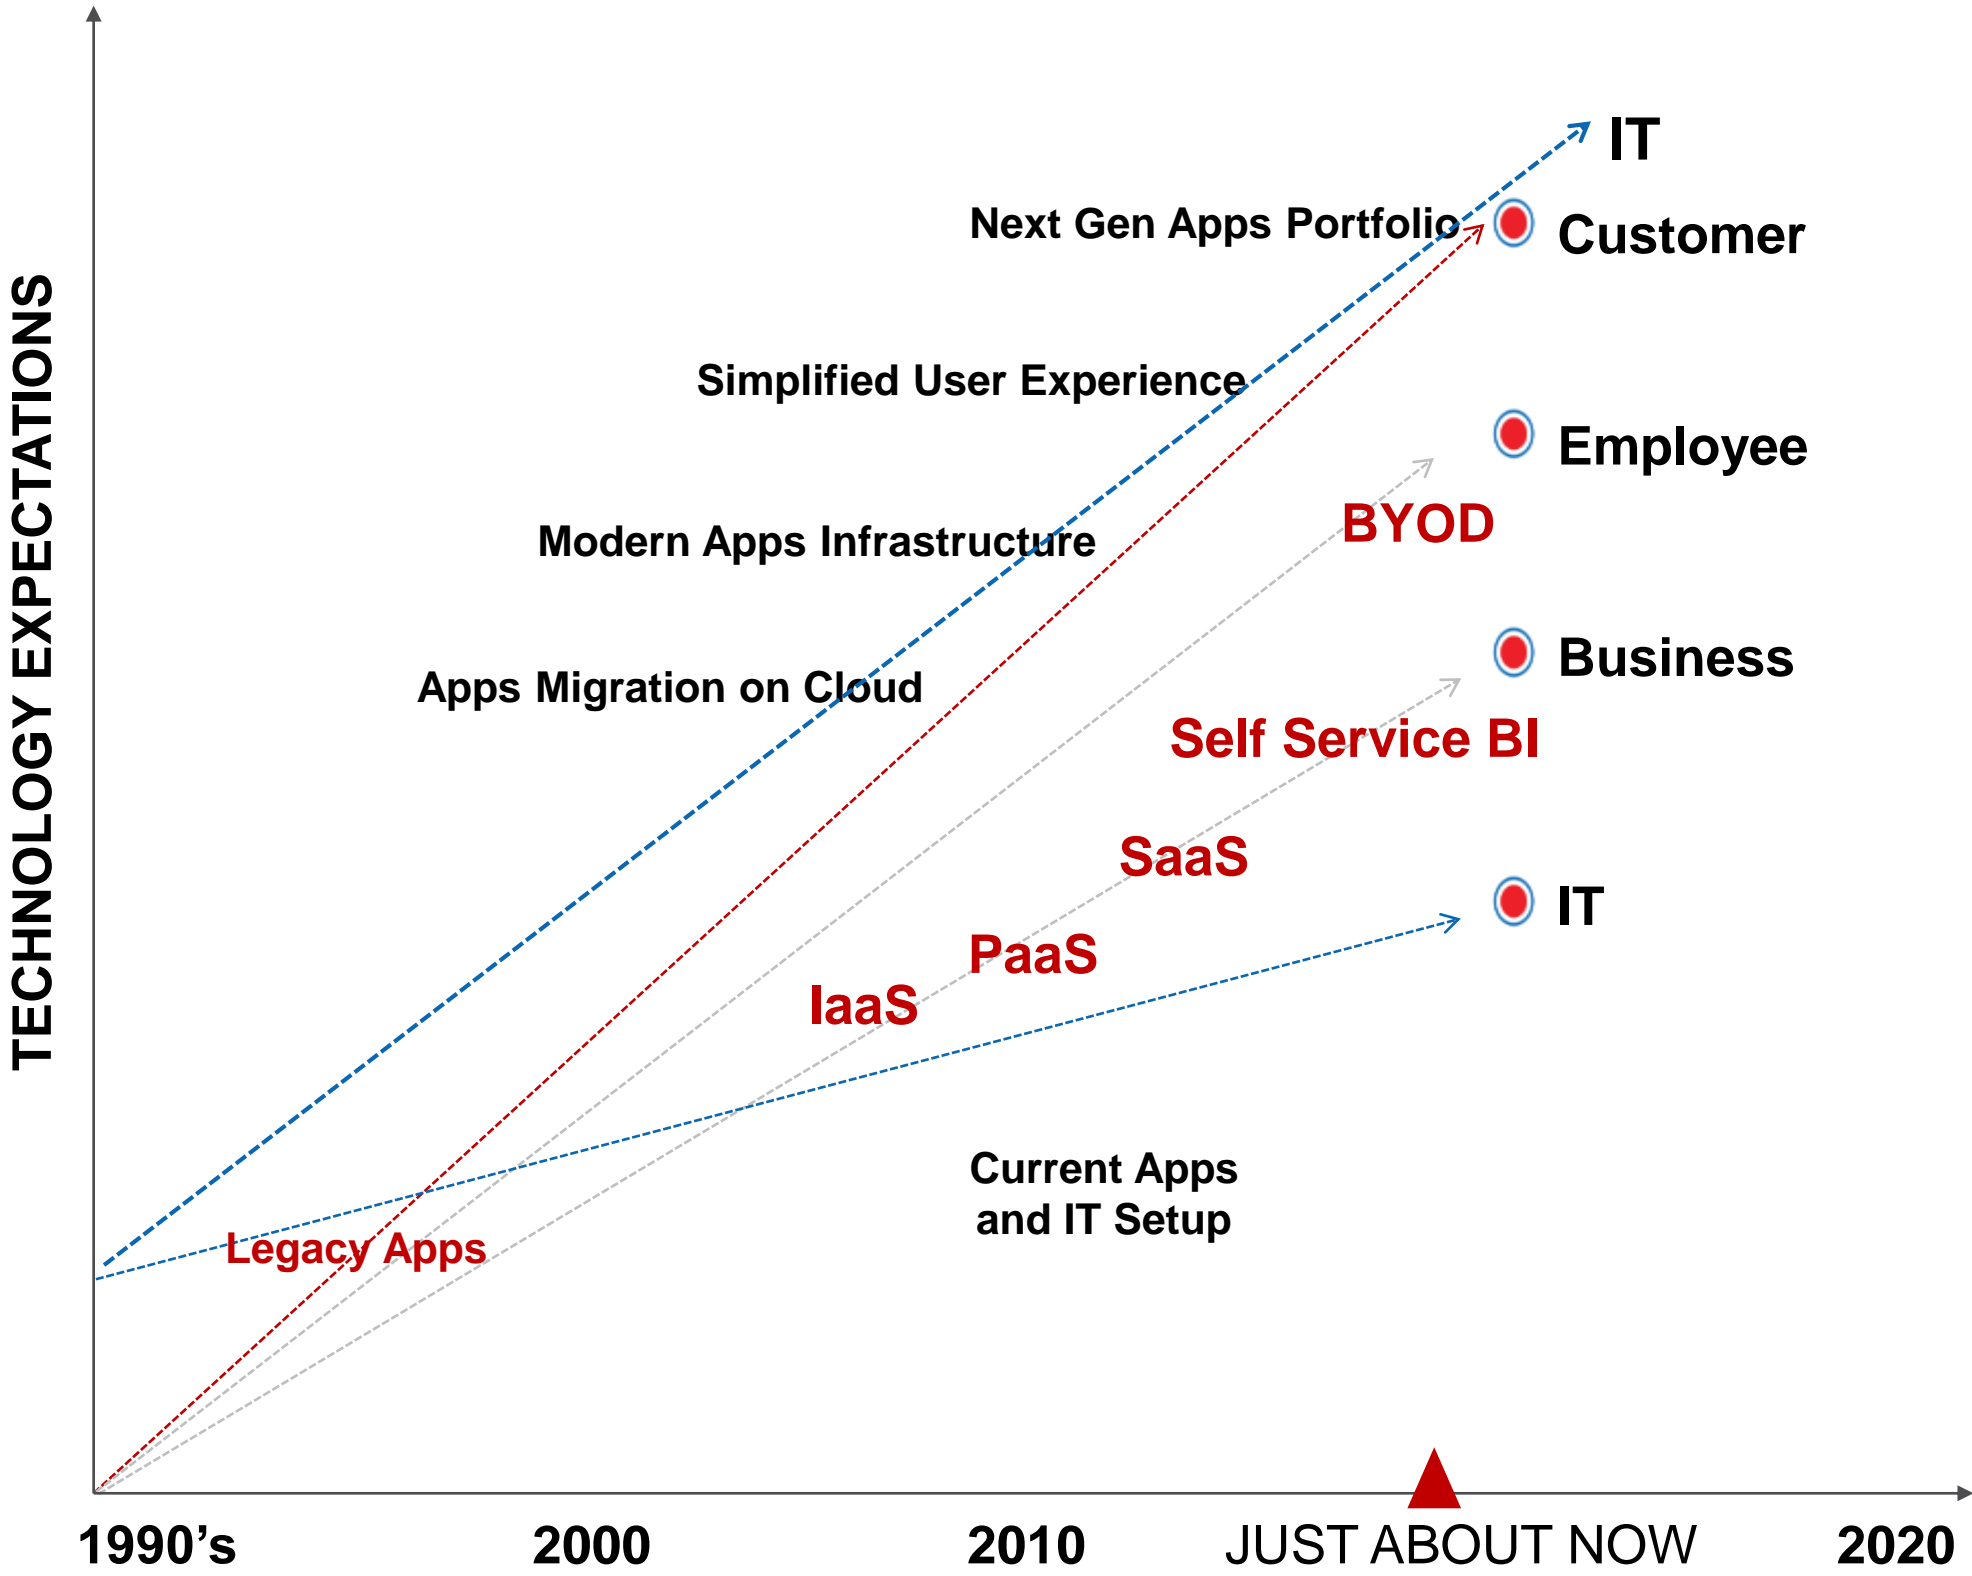 IT
Next Gen Apps Portfolio
Customer
Simplified User Experience
Employee
BYOD
Modern Apps Infrastructure
Business
Apps Migration on Cloud
Self Service BI
SaaS
IT
PaaS
IaaS
Current Apps
and IT Setup
Legacy Apps
TECHNOLOGY EXPECTATIONS
1990’s
2000
2010
JUST ABOUT NOW
2020